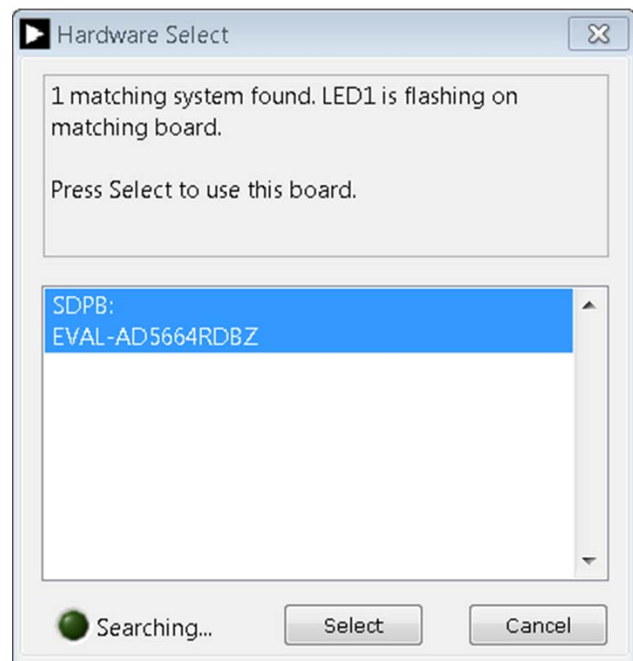 Hardware Select
1 matching system found. LED1 is flashing on
matching board.
Press Select to use this board.
SDPB:
EVAL-AD5664RDBZ
Searching...
Select
Cancel